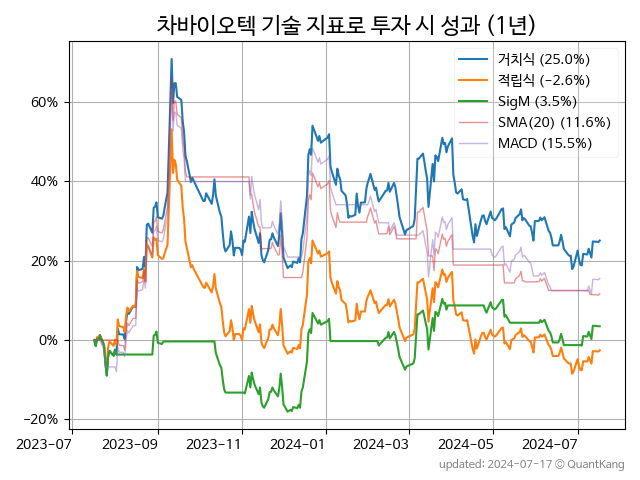 차바이오텍 기술 지표로 투자 시 성과 (1년)
거치식 (25.0%)
적립식 (−2.6%)
SigM (3.5%)
SMA(20) (11.6%)
MACD (15.5%)
60%
40%
20%
0%
−20%
2023-07 2023-09 2023-11 2024-01 2024-03 2024-05 2024-07
updated: 2024-07-17 © QuantKang